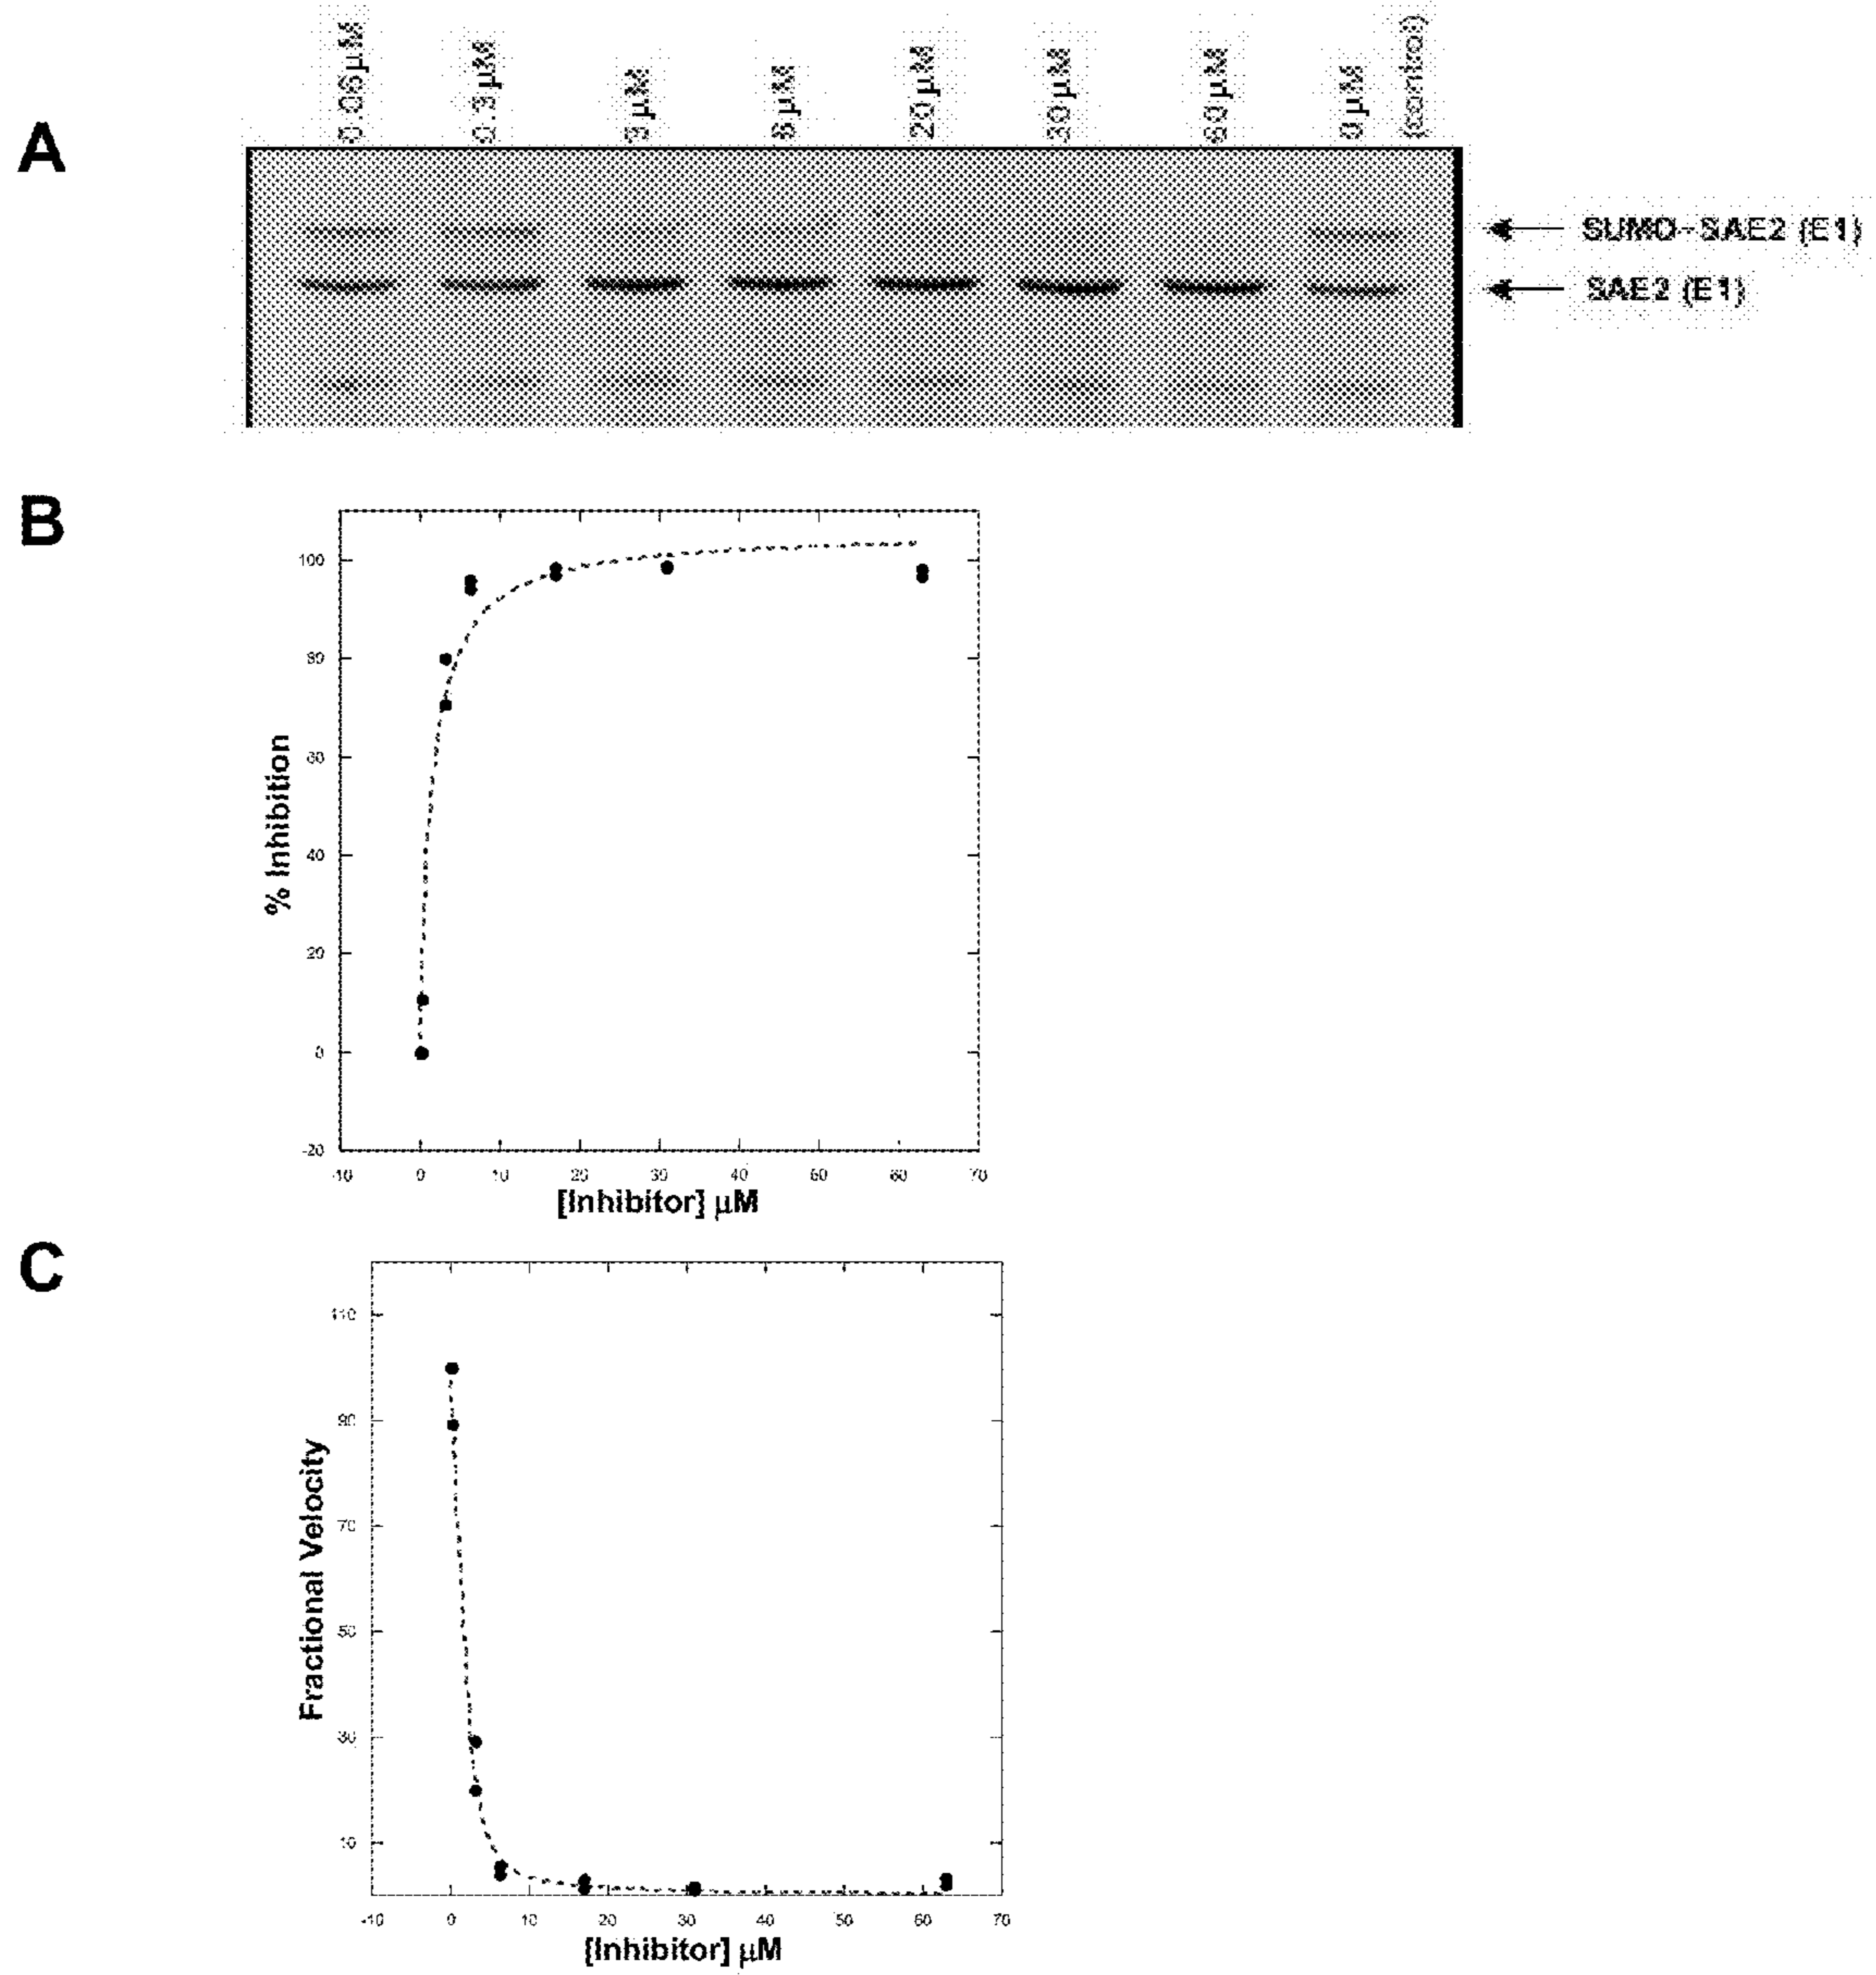 A
0.06 µM
0.3 µM
3 µM
20 µM
30 µM
60 µM
0 µM
(control)
SUMO-SAE2 (E1)
SAE2 (E1)
B
100
80
60
40
20
0
-20
% Inhibition
-10 0 10 20 30 40 50 60 70
[Inhibitor] µM
C
110
90
70
50
30
10
Fractional Velocity
-10 0 10 20 30 40 50 60 70
[Inhibitor] µM